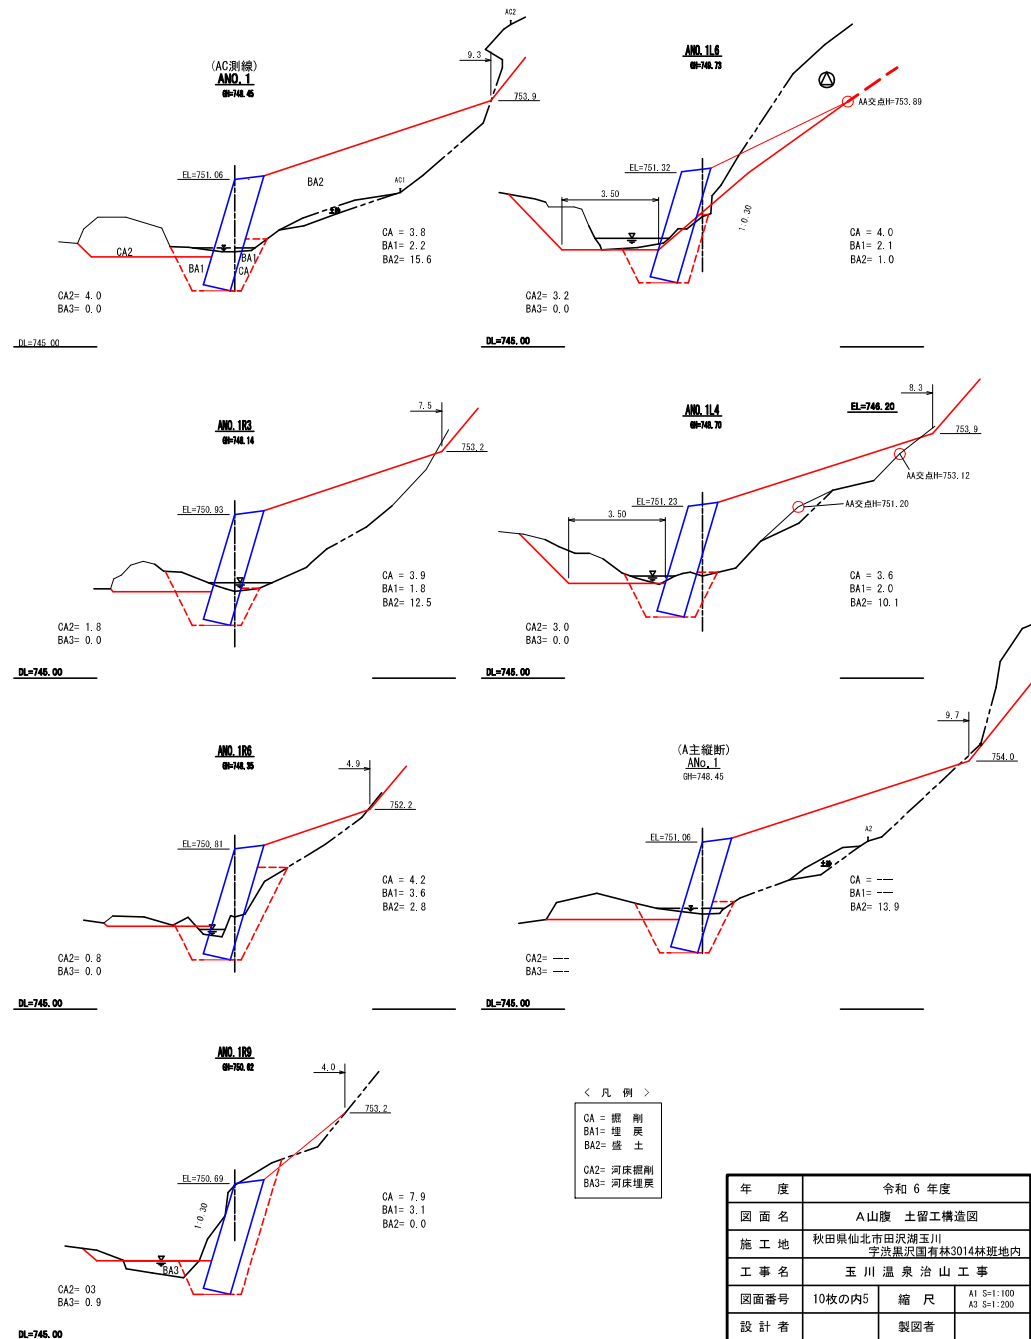 (AC測線)
ANO.1
GH=748.45
AC2
9.3
753.9
EL=751.06
BA2
AC1
土砂
CA2
BA1
BA1
CA
CA = 3.8
BA1= 2.2
BA2= 15.6
CA2= 4.0
BA3= 0.0
DL=745.00
ANO.1L6
GH=749.73
AA交点H=753.89
EL=751.32
3.50
1:0.30
CA = 4.0
BA1= 2.1
BA2= 1.0
CA2= 3.2
BA3= 0.0
DL=745.00
ANO.1R3
GH=748.14
7.5
753.2
EL=750.93
CA = 3.9
BA1= 1.8
BA2= 12.5
CA2= 1.8
BA3= 0.0
DL=745.00
ANO.1L4
GH=748.70
EL=746.20
8.3
753.9
AA交点H=753.12
AA交点H=751.20
EL=751.23
3.50
CA = 3.6
BA1= 2.0
BA2= 10.1
CA2= 3.0
BA3= 0.0
DL=745.00
ANO.1R6
GH=748.35
4.9
752.2
EL=750.81
CA = 4.2
BA1= 3.6
BA2= 2.8
CA2= 0.8
BA3= 0.0
DL=745.00
(A主縦断)
ANo.1
GH=748.45
9.7
754.0
EL=751.06
A2
土砂
CA = ---
BA1= ---
BA2= 13.9
CA2= ---
BA3= ---
ANO.1R9
GH=750.62
4.0
753.2
EL=750.69
1:0.30
BA3
CA = 7.9
BA1= 3.1
BA2= 0.0
CA2= 03
BA3= 0.9
DL=745.00
< 凡 例 >
CA = 掘 削
BA1= 埋 戻
BA2= 盛 土
CA2= 河床掘削
BA3= 河床埋戻
年 度 令和 6 年度
図 面 名 A山腹 土留工構造図
施 工 地 秋田県仙北市田沢湖玉川
字渋黒沢国有林3014林班地内
工 事 名 玉 川 温 泉 治 山 工 事
図面番号 10枚の内5 縮 尺 A1 S=1:100
A3 S=1:200
設 計 者 製図者